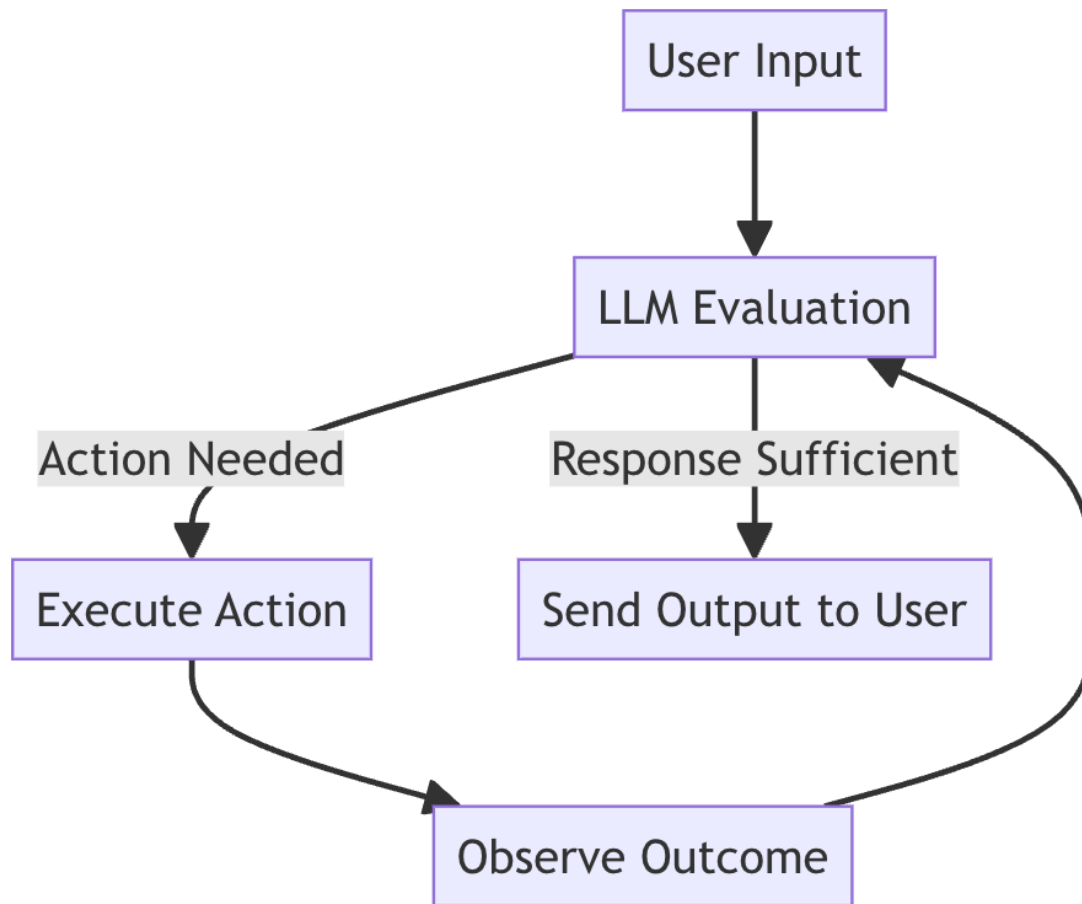 User Input
LLM Evaluation
Action Needed
Response Sufficient
Execute Action
Send Output to User
Observe Outcome